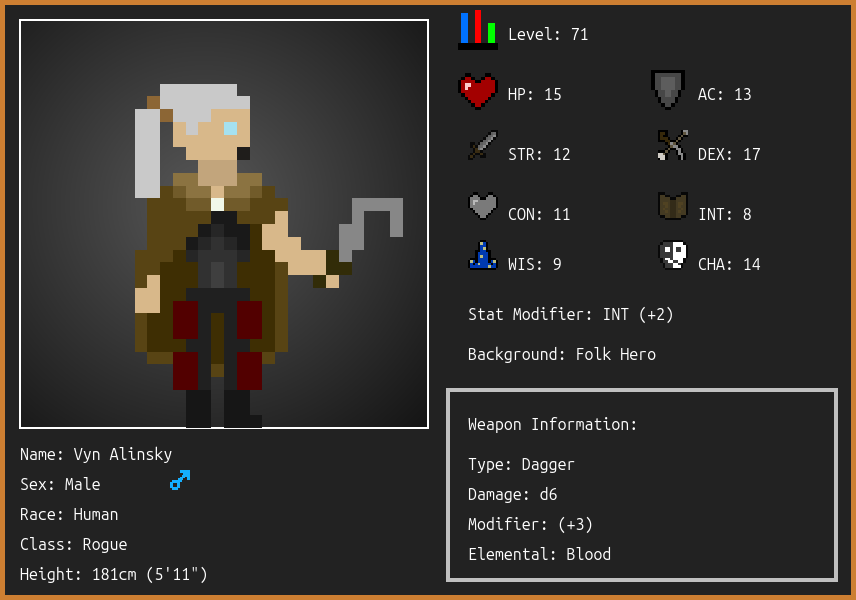 Level: 71
HP: 15
AC: 13
STR: 12
DEX: 17
CON: 11
INT: 8
WIS: 9
CHA: 14
Stat Modifier: INT (+2)
Background: Folk Hero
Weapon Information:
Type: Dagger
Damage: d6
Modifier: (+3)
Elemental: Blood
Name: Vyn Alinsky
Sex: Male
Race: Human
Class: Rogue
Height: 181cm (5'11")